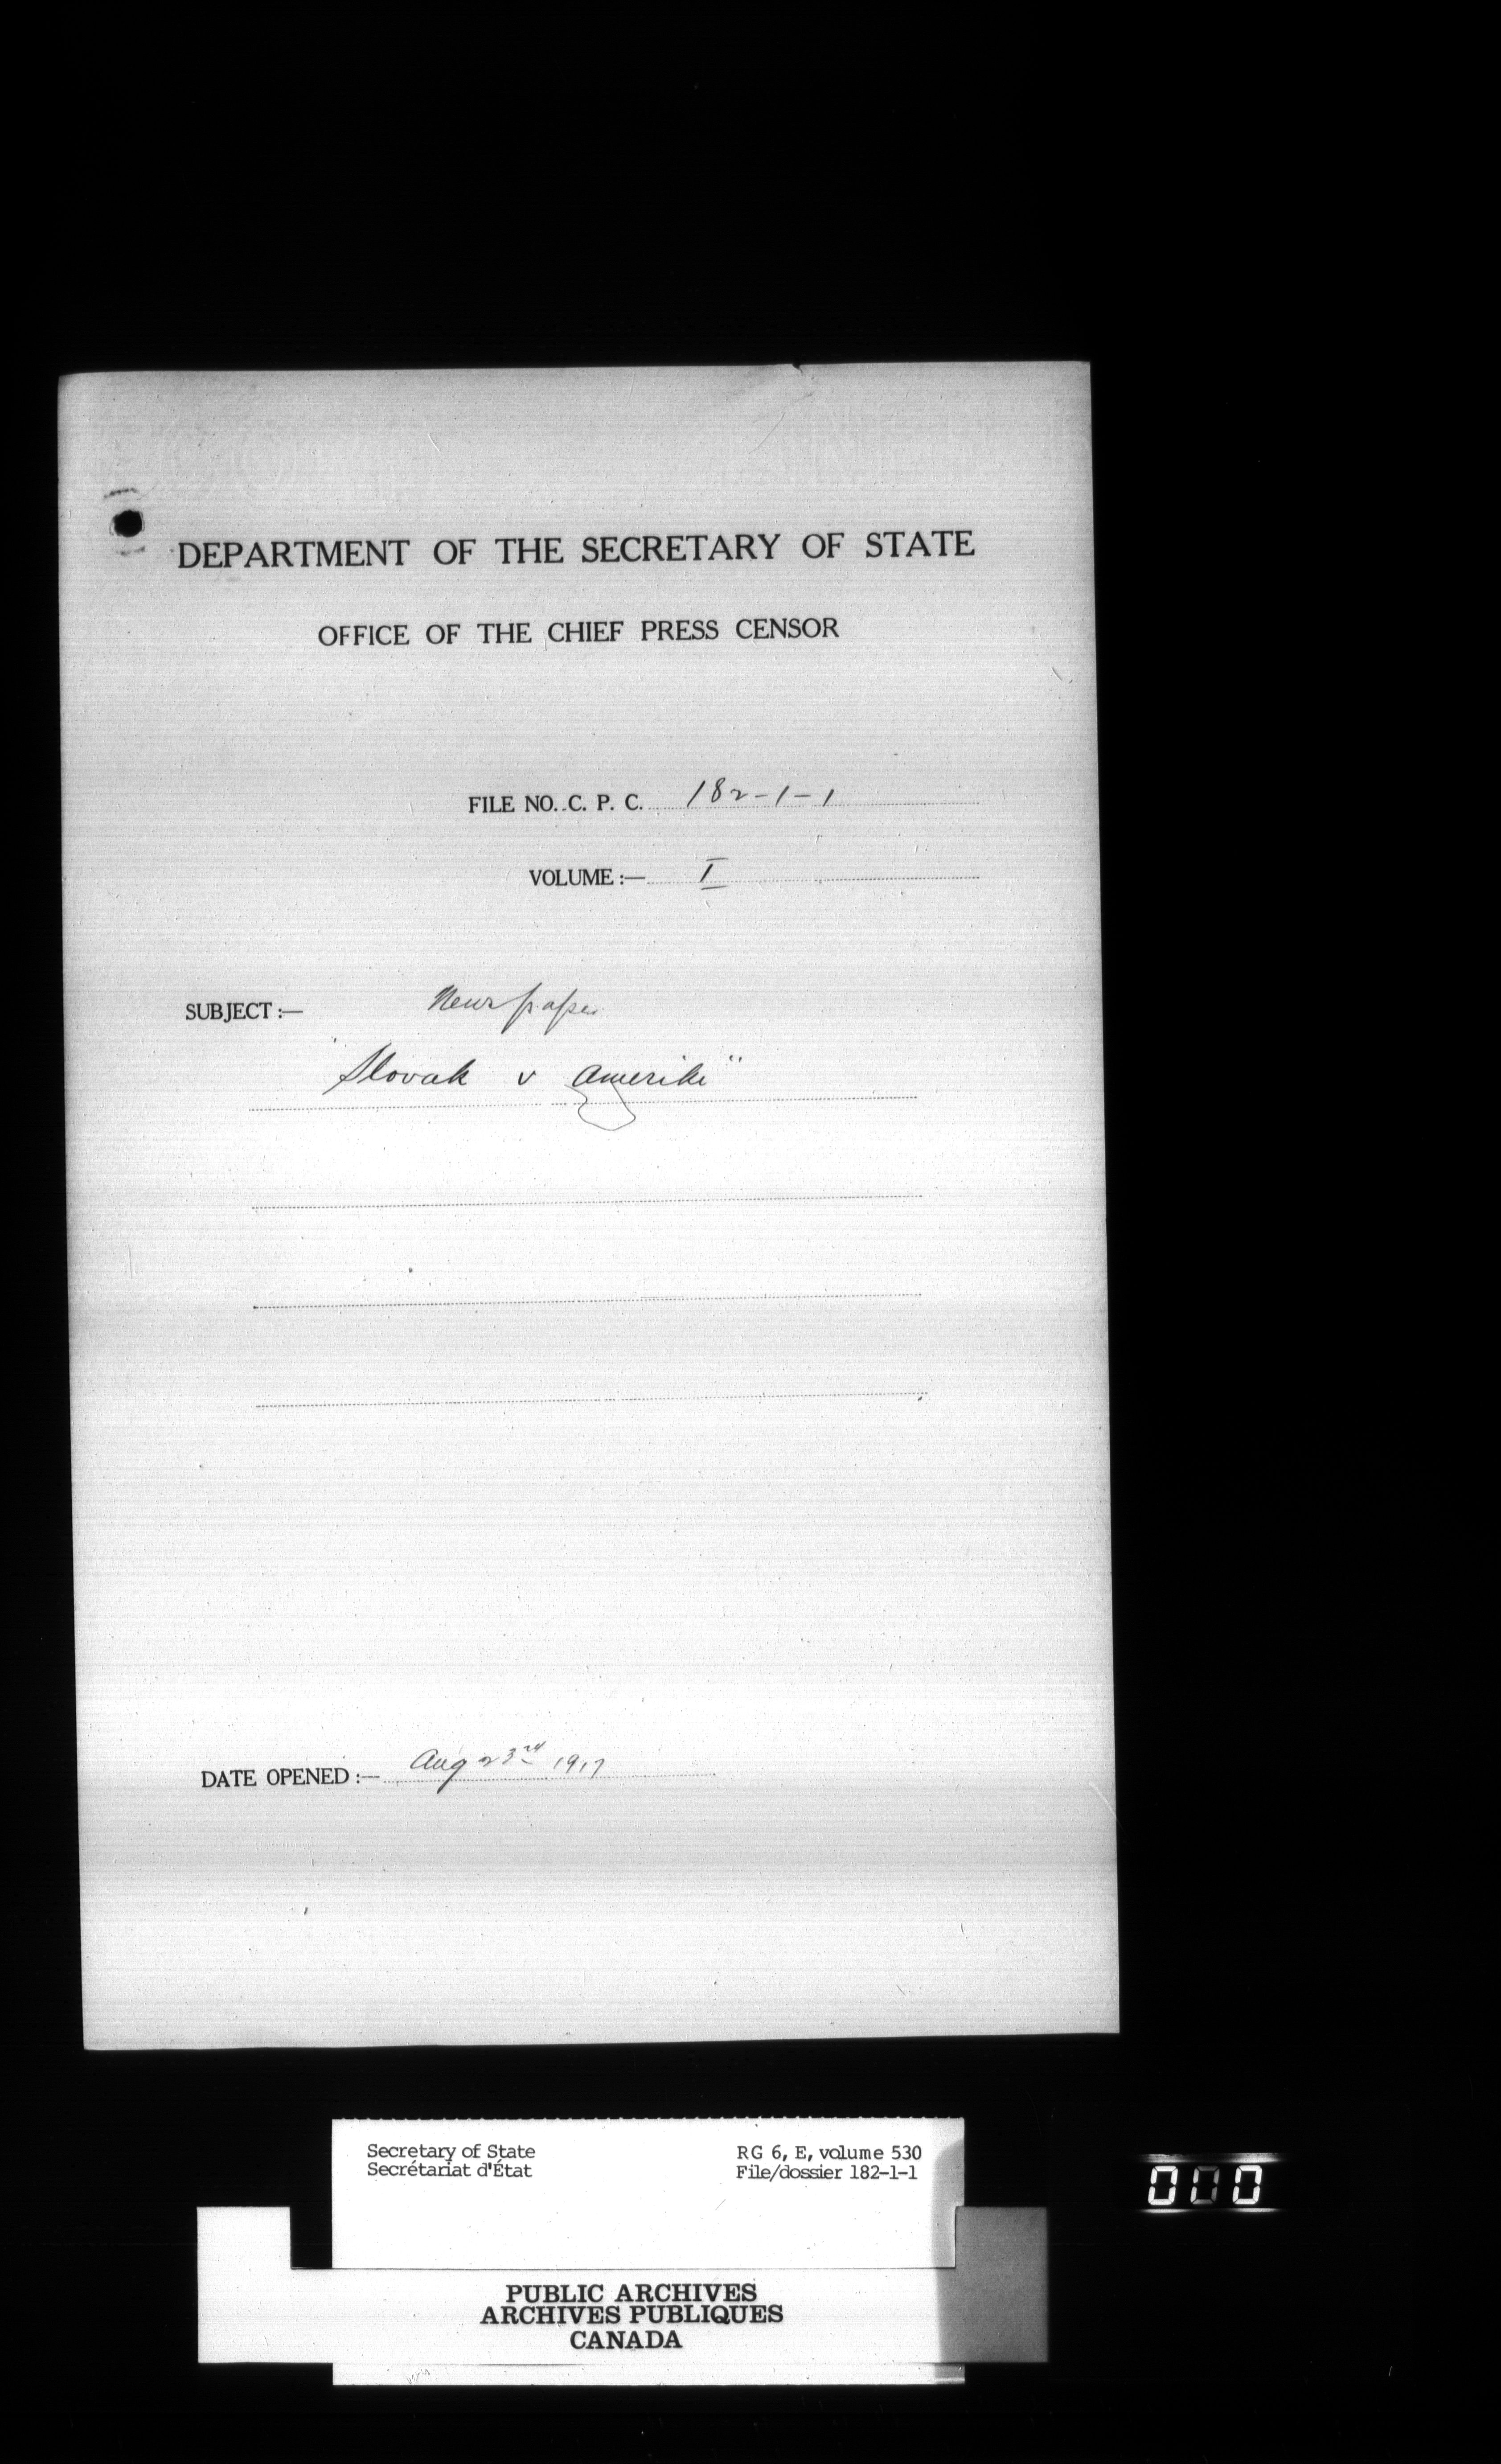 DEPARTMENT OF THE SECRETARY OF STATE
OFFICE OF THE CHIEF PRESS CENSOR
FILE NO. C. P. C. 182-1-1
VOLUME :— I
SUBJECT :— Newspaper
"Slovak v Ameriki"
DATE OPENED :— Aug 23rd 1917
Secretary of State
Secrétariat d'État
RG 6, E, volume 530
File/dossier 182-1-1
000
PUBLIC ARCHIVES
ARCHIVES PUBLIQUES
CANADA